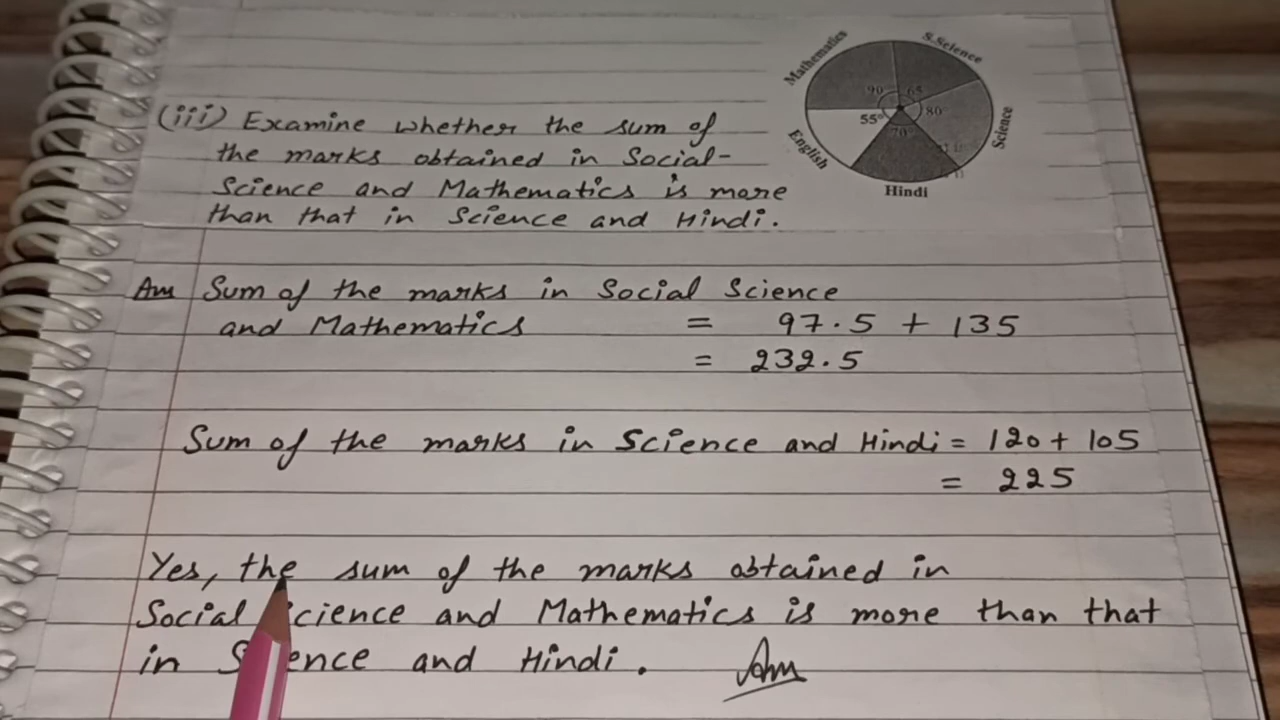 Mathematics
S.Science
90 65
55° 80°
70°
Science
English
Hindi
(iii) Examine whether the sum of
the marks obtained in Social-
Science and Mathematics is more
than that in Science and Hindi.
Ans Sum of the marks in Social Science
and Mathematics = 97.5 + 135
= 232.5
Sum of the marks in Science and Hindi = 120 + 105
= 225
Yes, the sum of the marks obtained in
Social Science and Mathematics is more than that
in Science and Hindi. Ans